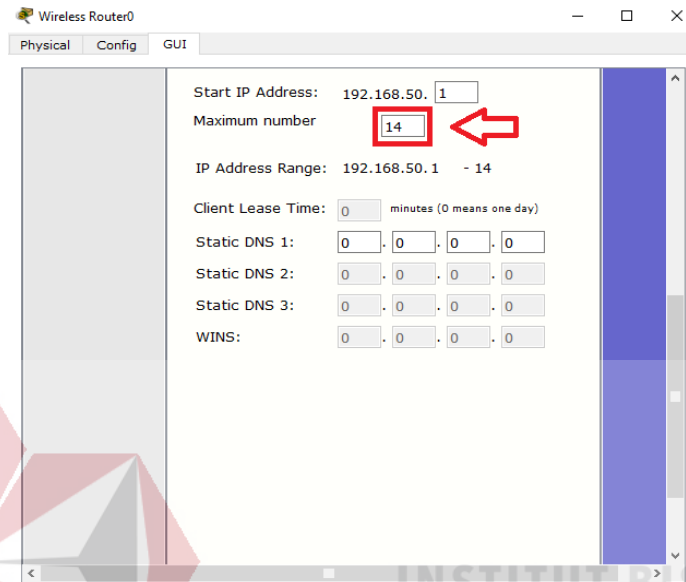 Wireless Router0
Physical Config GUI
Start IP Address: 192.168.50. 1
Maximum number 14
IP Address Range: 192.168.50.1 - 14
Client Lease Time: 0 minutes (0 means one day)
Static DNS 1: 0 . 0 . 0 . 0
Static DNS 2: 0 . 0 . 0 . 0
Static DNS 3: 0 . 0 . 0 . 0
WINS: 0 . 0 . 0 . 0
INSTITUT